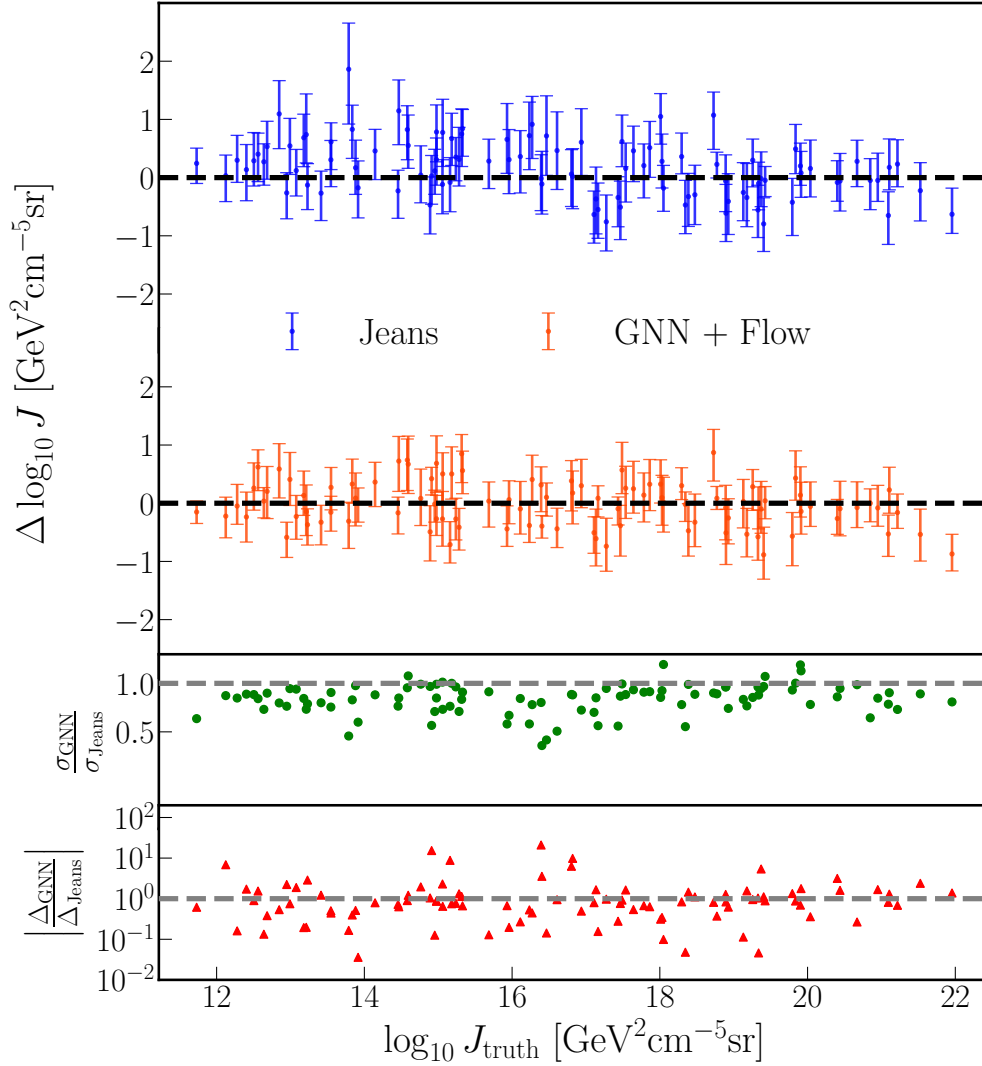 Δ log₁₀ J [GeV²cm⁻⁵sr]
2
1
0
−1
−2
Jeans
GNN + Flow
2
1
0
−1
−2
σGNN/σJeans
1.0
0.5
|ΔGNN/ΔJeans|
10²
10¹
10⁰
10⁻¹
10⁻²
12 14 16 18 20 22
log₁₀ Jtruth [GeV²cm⁻⁵sr]